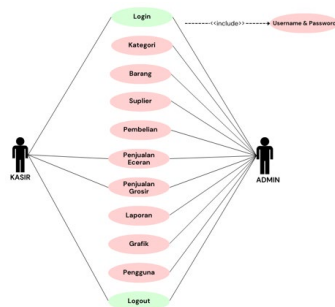 Login
<<include>>
Username & Password
Kategori
Barang
Suplier
Pembelian
Penjualan
Eceran
KASIR
ADMIN
Penjualan
Grosir
Laporan
Grafik
Pengguna
Logout